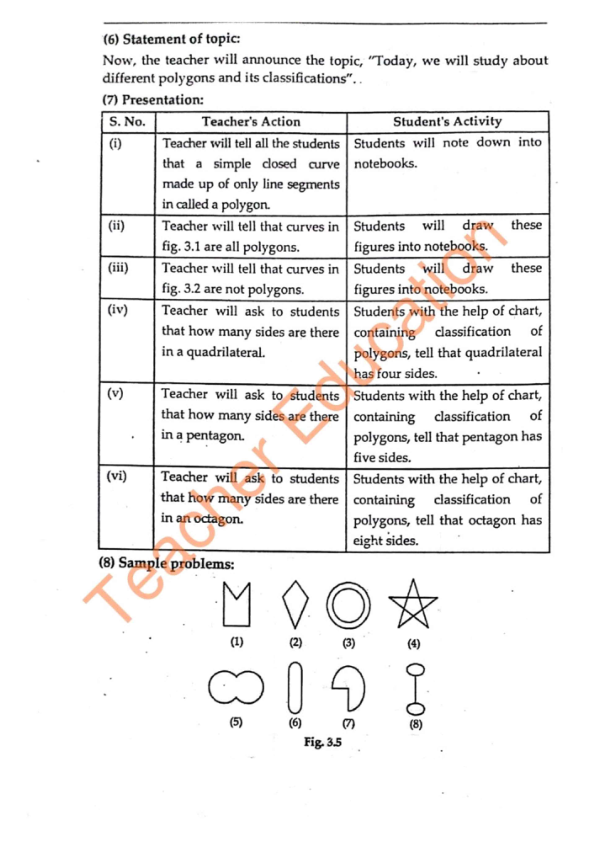 (6) Statement of topic:
Now, the teacher will announce the topic, "Today, we will study about
different polygons and its classifications". .
(7) Presentation:
S. No. Teacher's Action Student's Activity
(i) Teacher will tell all the students
that a simple closed curve
made up of only line segments
in called a polygon.
Students will note down into
notebooks.
(ii) Teacher will tell that curves in
fig. 3.1 are all polygons.
Students will draw these
figures into notebooks.
(iii) Teacher will tell that curves in
fig. 3.2 are not polygons.
Students will draw these
figures into notebooks.
(iv) Teacher will ask to students
that how many sides are there
in a quadrilateral.
Students with the help of chart,
containing classification of
polygons, tell that quadrilateral
has four sides.
(v) Teacher will ask to students
that how many sides are there
in a pentagon.
Students with the help of chart,
containing classification of
polygons, tell that pentagon has
five sides.
(vi) Teacher will ask to students
that how many sides are there
in an octagon.
Students with the help of chart,
containing classification of
polygons, tell that octagon has
eight sides.
(8) Sample problems:
(1) (2) (3) (4)
(5) (6) (7) (8)
Fig. 3.5
Teacher Education